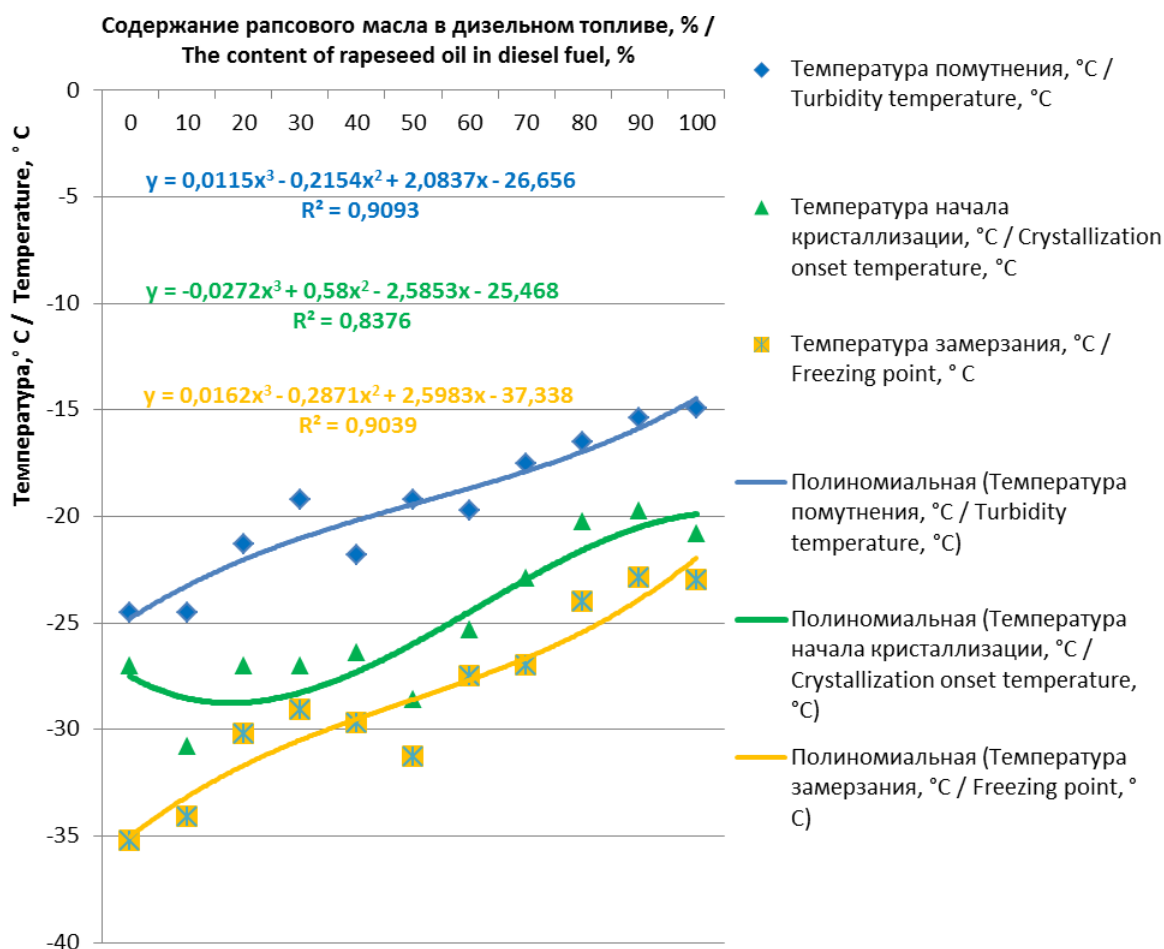 Содержание рапсового масла в дизельном топливе, % /
The content of rapeseed oil in diesel fuel, %
Температура,° C / Temperature, ° C
0
0 10 20 30 40 50 60 70 80 90 100
-5
-10
-15
-20
-25
-30
-35
-40
y = 0,0115x³ - 0,2154x² + 2,0837x - 26,656
R² = 0,9093
y = -0,0272x³ + 0,58x² - 2,5853x - 25,468
R² = 0,8376
y = 0,0162x³ - 0,2871x² + 2,5983x - 37,338
R² = 0,9039
Температура помутнения, °C /
Turbidity temperature, °C
Температура начала
кристаллизации, °C / Crystallization
onset temperature, °C
Температура замерзания, °C /
Freezing point, ° C
Полиномиальная (Температура
помутнения, °C / Turbidity
temperature, °C)
Полиномиальная (Температура
начала кристаллизации, °C /
Crystallization onset temperature,
°C)
Полиномиальная (Температура
замерзания, °C / Freezing point, °
C)